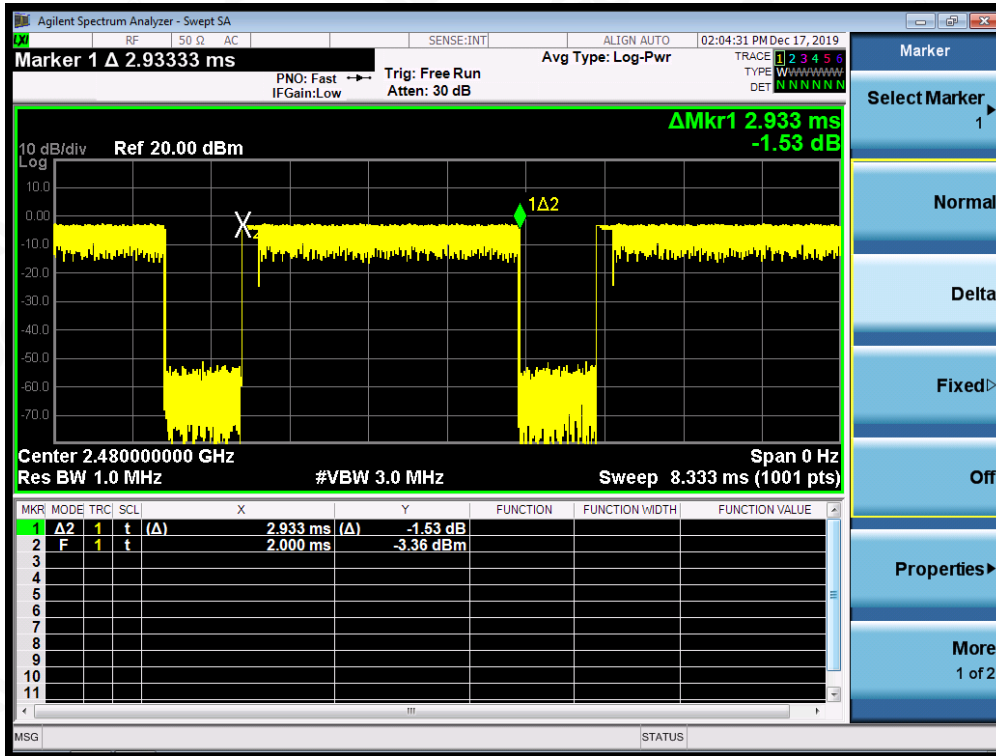 Agilent Spectrum Analyzer - Swept SA
LXI RF 50 Ω AC SENSE:INT ALIGN AUTO 02:04:31 PM Dec 17, 2019
Marker 1 Δ 2.93333 ms
PNO: Fast
IFGain:Low
Trig: Free Run
Atten: 30 dB
Avg Type: Log-Pwr
TRACE 1 2 3 4 5 6
TYPE WWWWWW
DET N N N N N N
ΔMkr1 2.933 ms
-1.53 dB
10 dB/div Ref 20.00 dBm
Log
10.0
0.00
-10.0
-20.0
-30.0
-40.0
-50.0
-60.0
-70.0
1Δ2
2
Center 2.480000000 GHz Span 0 Hz
Res BW 1.0 MHz #VBW 3.0 MHz Sweep 8.333 ms (1001 pts)
MKR MODE TRC SCL X Y FUNCTION FUNCTION WIDTH FUNCTION VALUE
1 Δ2 1 t (Δ) 2.933 ms (Δ) -1.53 dB
2 F 1 t 2.000 ms -3.36 dBm
3
4
5
6
7
8
9
10
11
MSG STATUS
Marker
Select Marker
1
Normal
Delta
Fixed
Off
Properties
More
1 of 2